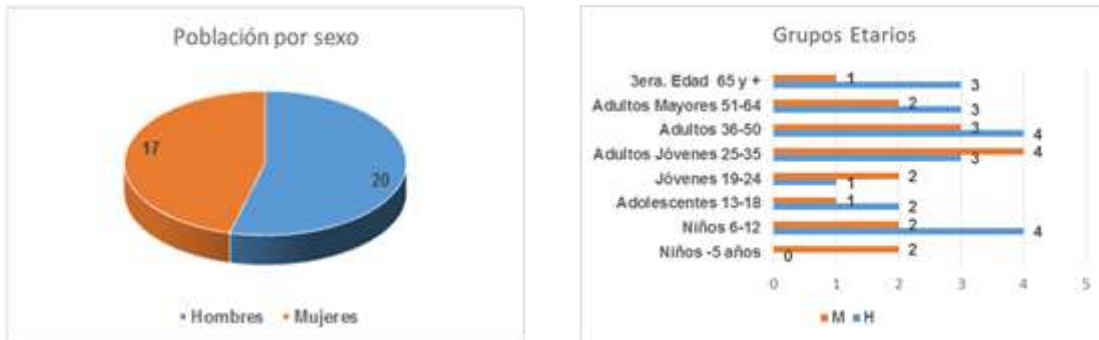 Población por sexo
17
20
Hombres Mujeres
Grupos Etarios
3era. Edad 65 y + 1 3
Adultos Mayores 51-64 2 3
Adultos 36-50 3 4
Adultos Jóvenes 25-35 4 3
Jóvenes 19-24 2 1
Adolescentes 13-18 1 2
Niños 6-12 2 4
Niños -5 años 2 0
0 1 2 3 4 5
M H